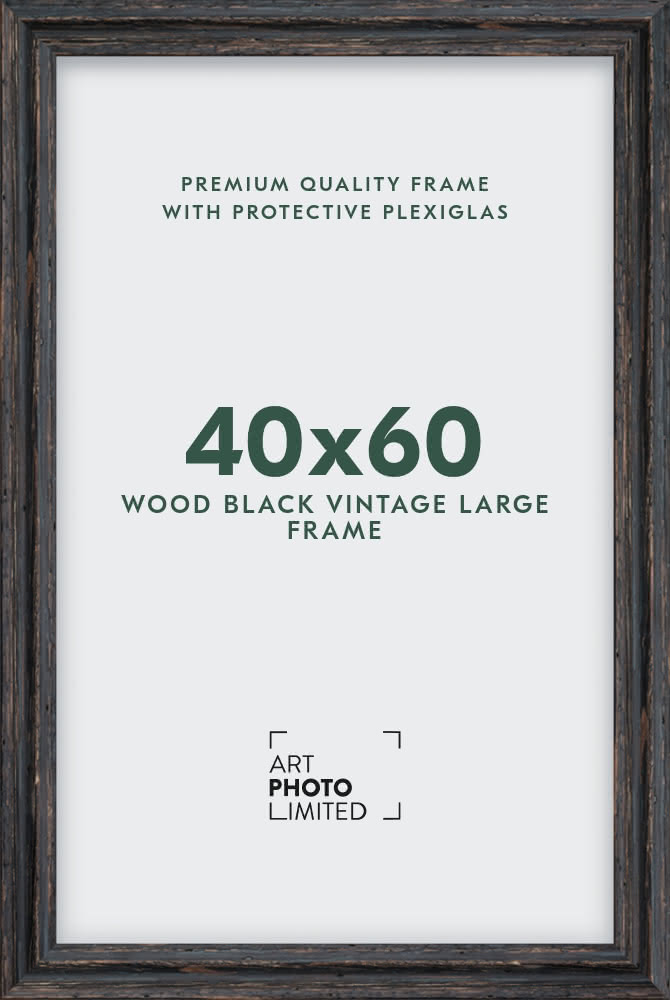 PREMIUM QUALITY FRAME
WITH PROTECTIVE PLEXIGLAS
40x60
WOOD BLACK VINTAGE LARGE
FRAME
ART
PHOTO
LIMITED